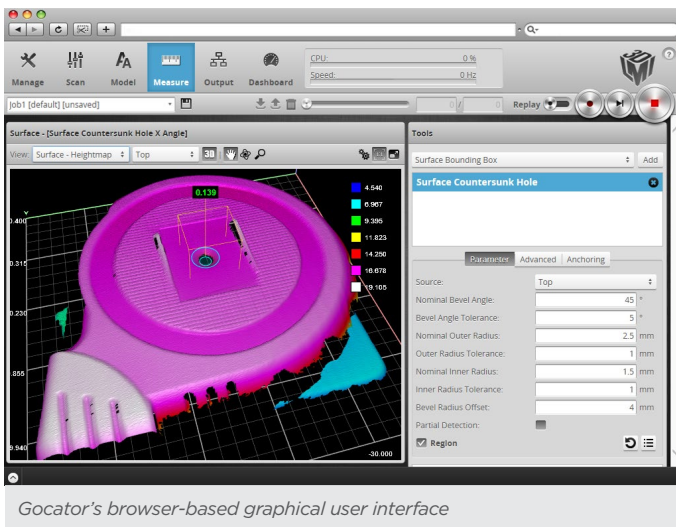 Manage Scan Model Measure Output Dashboard
CPU: 0 %
Speed: 0 Hz
Job1 [default] [unsaved]
0 / 0 Replay
Surface - [Surface Countersunk Hole X Angle]
View: Surface - Heightmap Top 3D
Y
0.139
0.400
0.315
0.230
.855
9.940
-30.000
4.540
6.967
9.395
11.823
14.250
16.678
19.105
Tools
Surface Bounding Box Add
Surface Countersunk Hole
Parameter Advanced Anchoring
Source: Top
Nominal Bevel Angle: 45 °
Bevel Angle Tolerance: 5 °
Nominal Outer Radius: 2.5 mm
Outer Radius Tolerance: 1 mm
Nominal Inner Radius: 1.5 mm
Inner Radius Tolerance: 1 mm
Bevel Radius Offset: 4 mm
Partial Detection:
Region
Gocator's browser-based graphical user interface